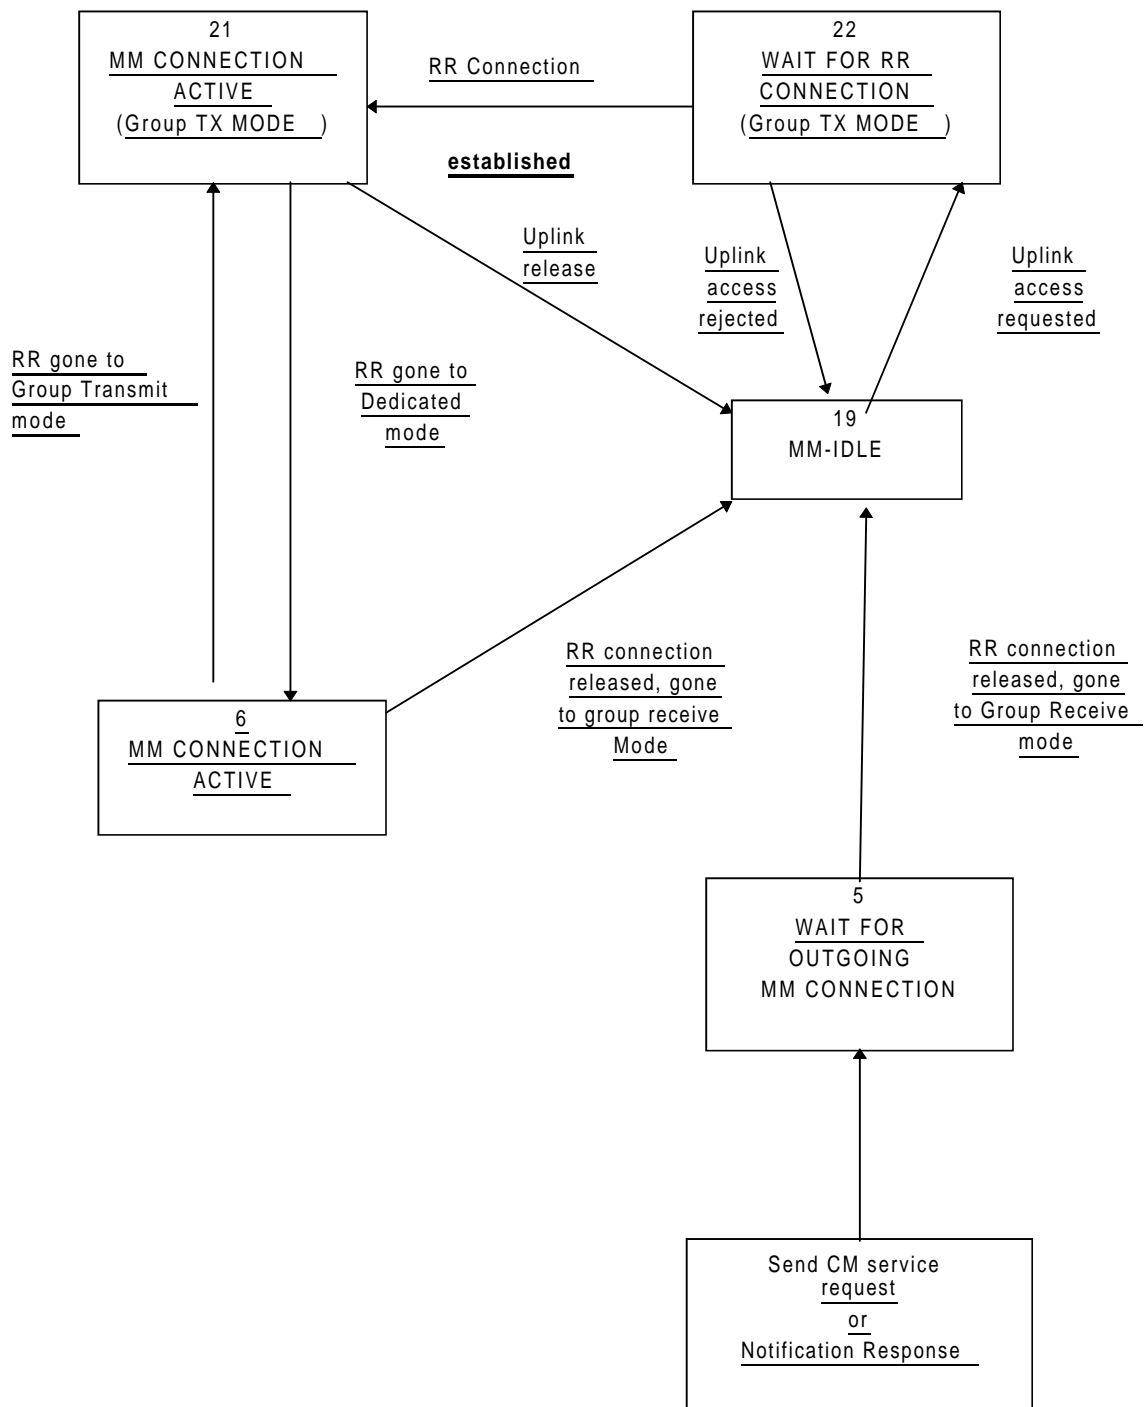 21
MM CONNECTION
ACTIVE
(Group TX MODE )
RR Connection
established
22
WAIT FOR RR
CONNECTION
(Group TX MODE )
Uplink
release
Uplink
access
rejected
Uplink
access
requested
RR gone to
Group Transmit
mode
RR gone to
Dedicated
mode
19
MM-IDLE
RR connection
released, gone
to group receive
Mode
RR connection
released, gone
to Group Receive
mode
6
MM CONNECTION
ACTIVE
5
WAIT FOR
OUTGOING
MM CONNECTION
Send CM service
request
or
Notification Response